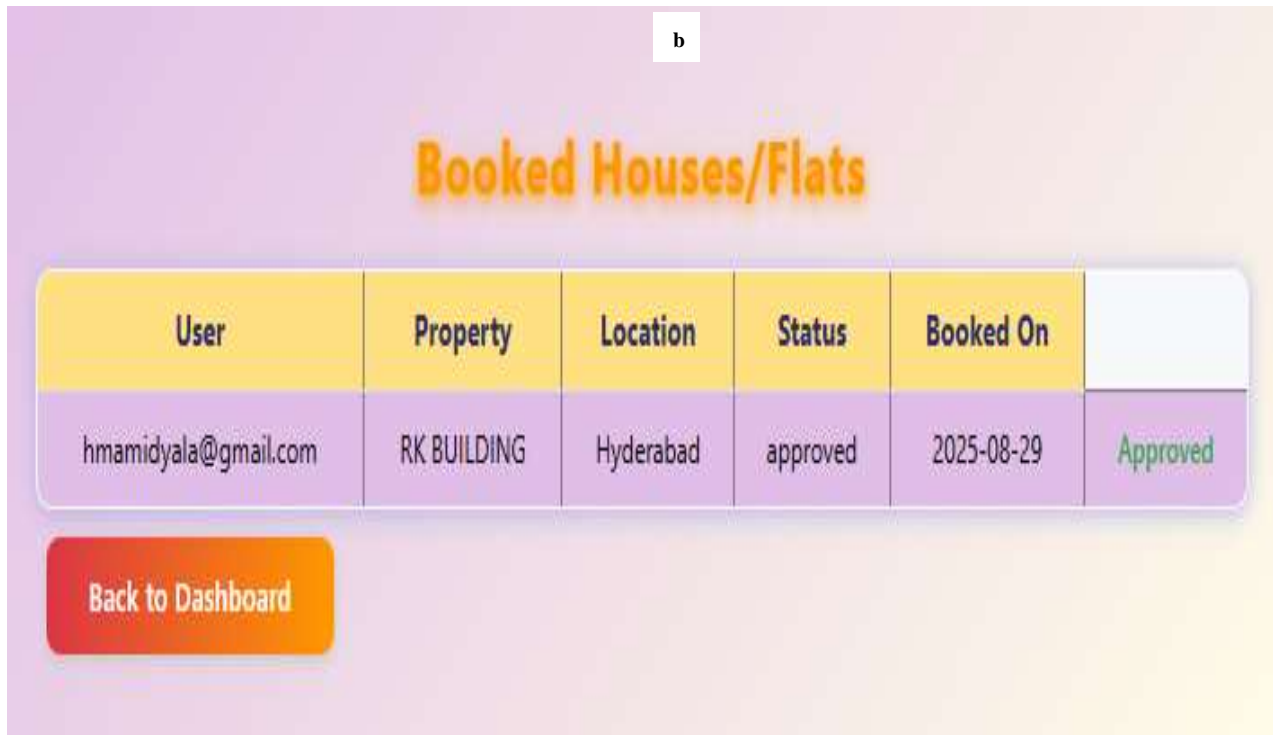 b
Booked Houses/Flats
User Property Location Status Booked On
hmamidyala@gmail.com RK BUILDING Hyderabad approved 2025-08-29 Approved
Back to Dashboard